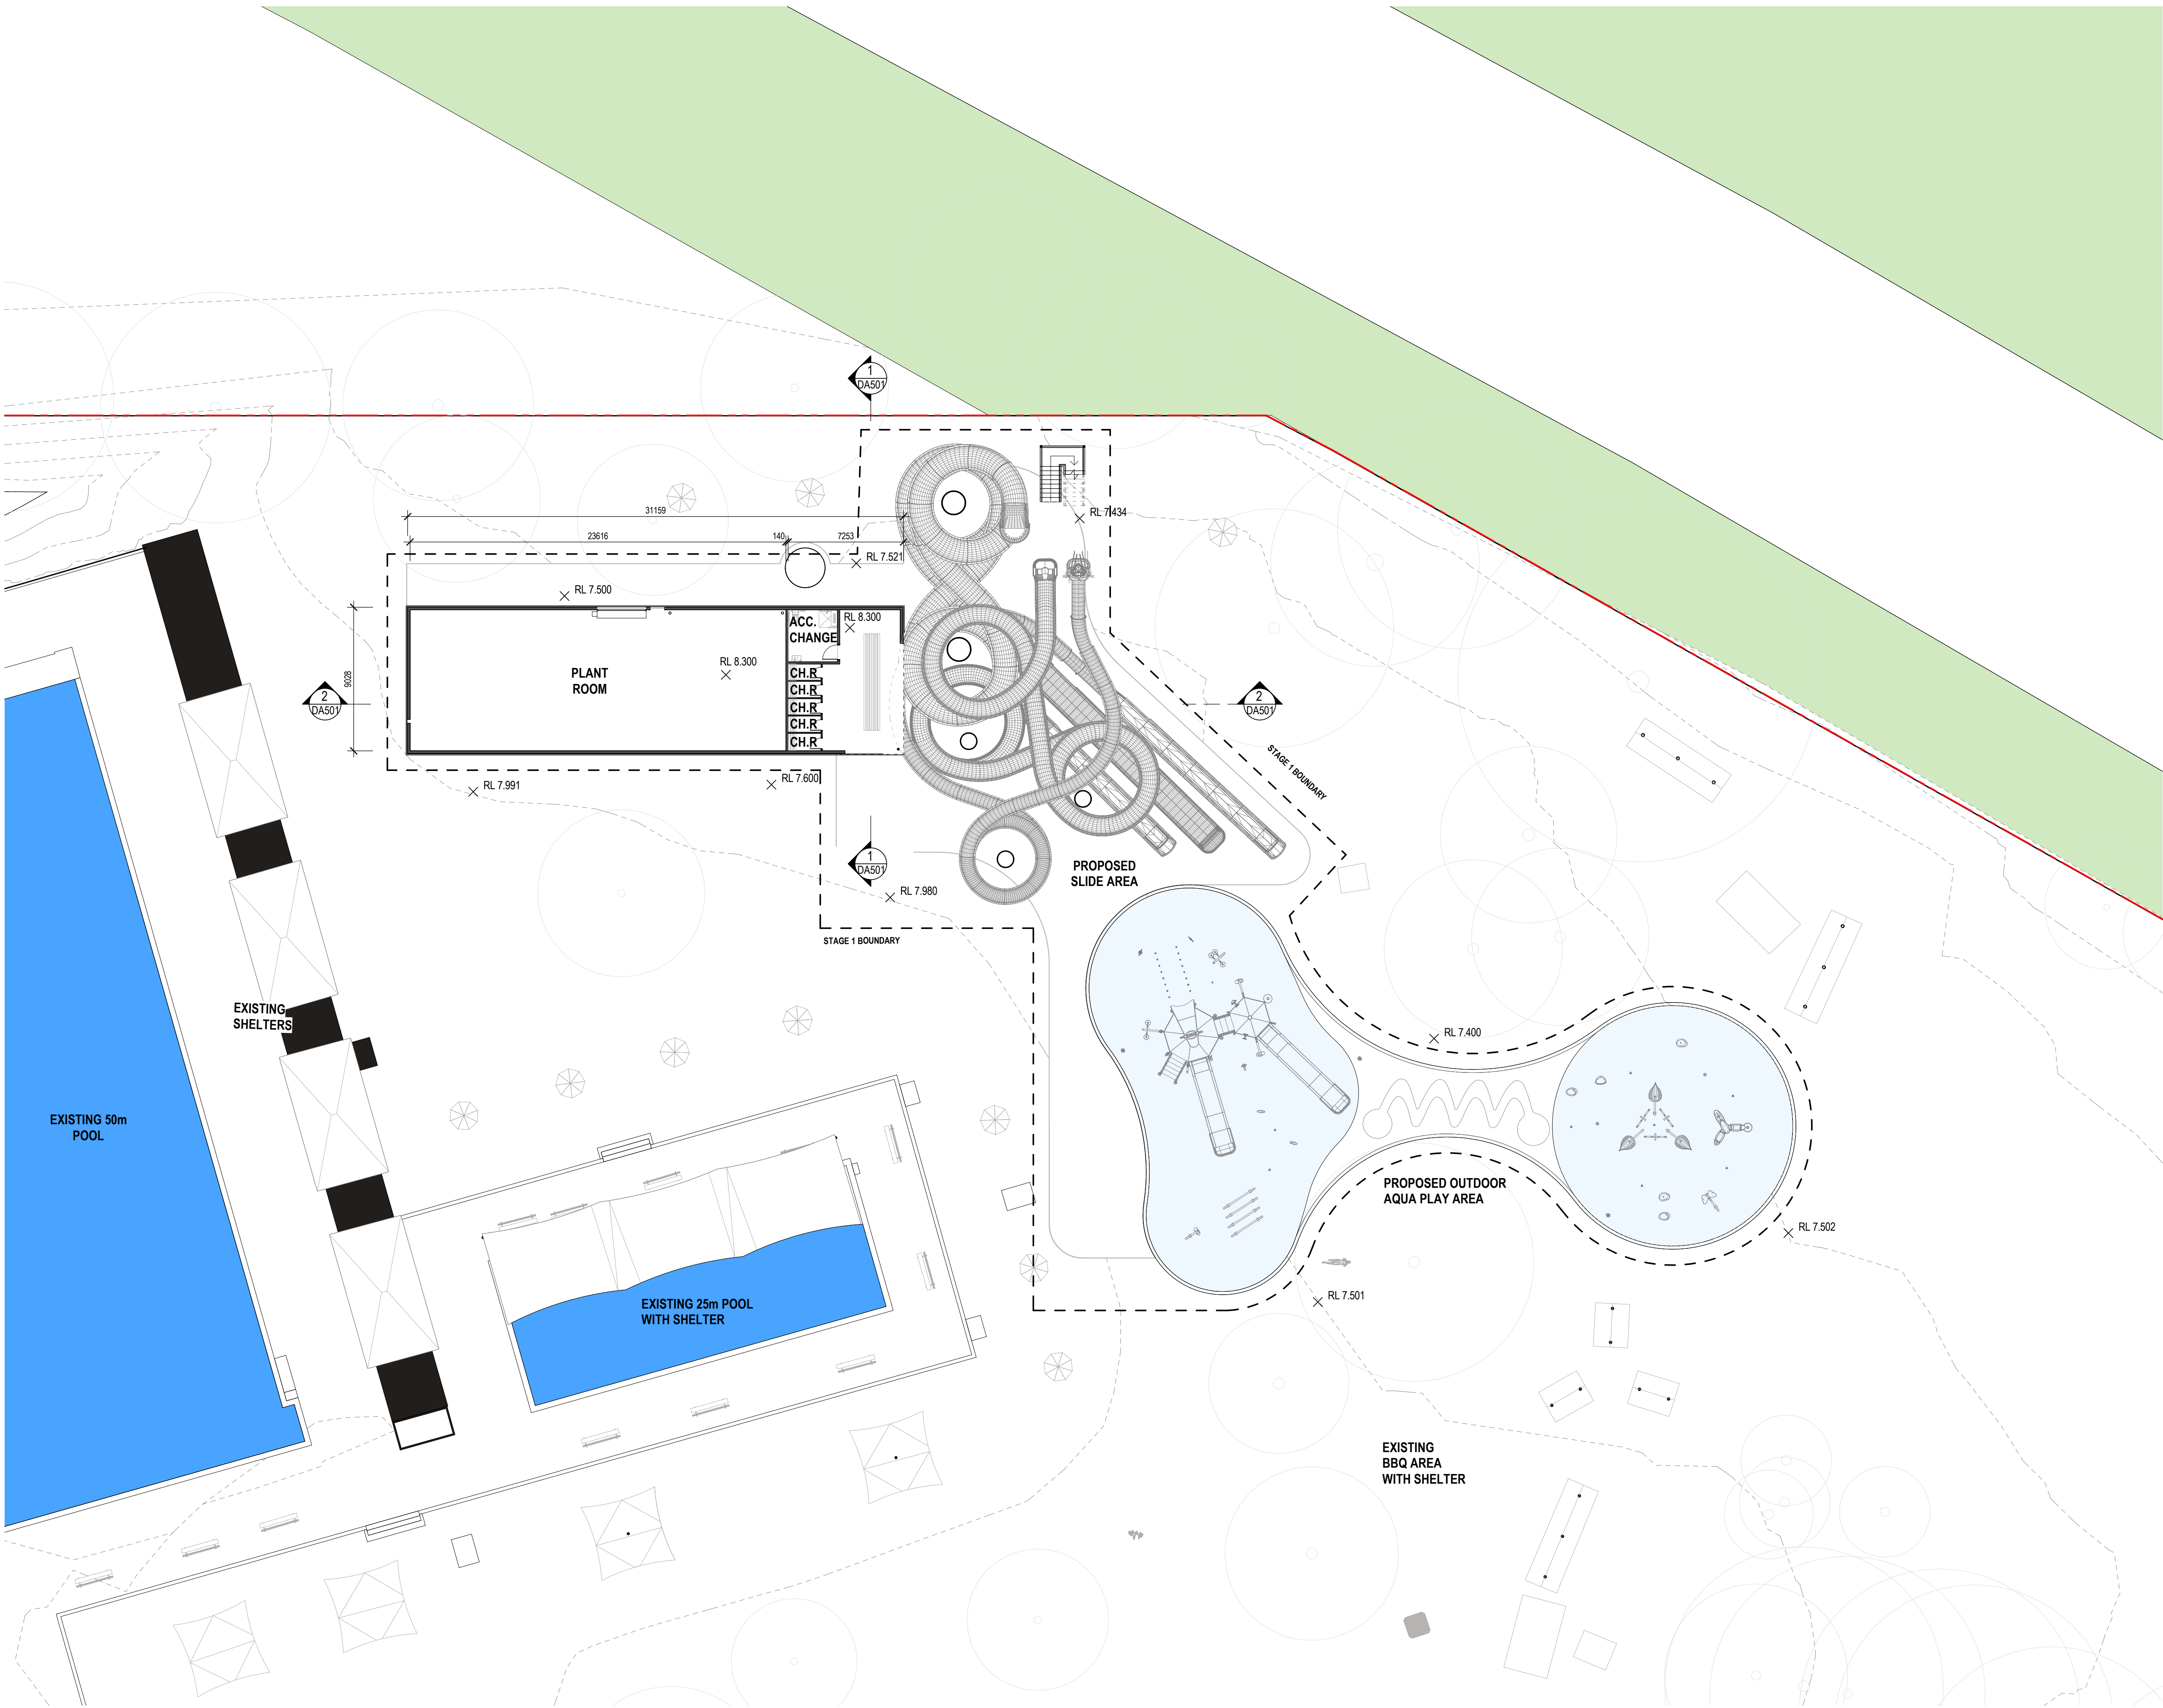 1
DA501
31159
23616
140
7253
RL 7.434
RL 7.521
RL 7.500
9028
ACC.
CHANGE
RL 8.300
PLANT
ROOM
RL 8.300
CH.R
CH.R
CH.R
CH.R
CH.R
2
DA501
2
DA501
STAGE 1 BOUNDARY
RL 7.991
RL 7.600
1
DA501
PROPOSED
SLIDE AREA
RL 7.980
STAGE 1 BOUNDARY
EXISTING
SHELTERS
RL 7.400
EXISTING 50m
POOL
PROPOSED OUTDOOR
AQUA PLAY AREA
RL 7.502
EXISTING 25m POOL
WITH SHELTER
RL 7.501
EXISTING
BBQ AREA
WITH SHELTER